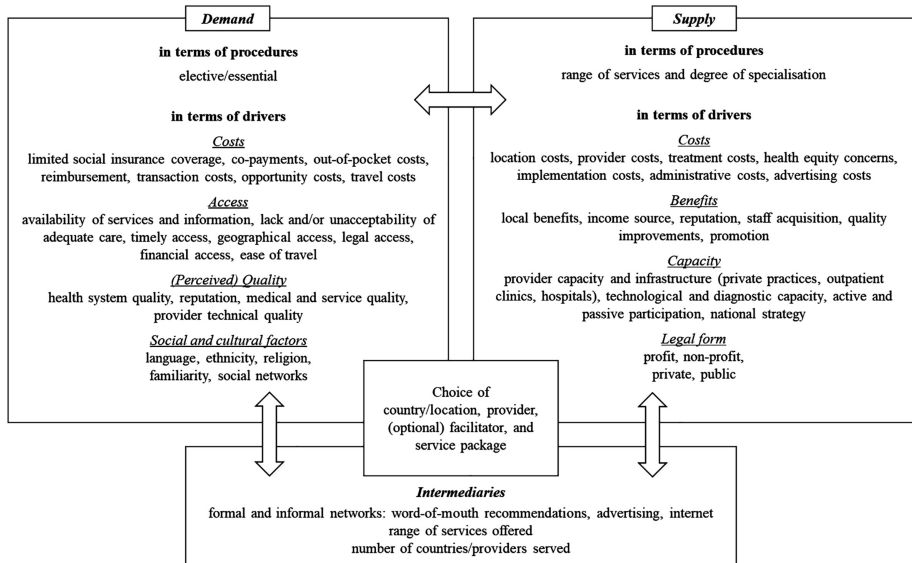 Demand
in terms of procedures
elective/essential
in terms of drivers
Costs
limited social insurance coverage, co-payments, out-of-pocket costs,
reimbursement, transaction costs, opportunity costs, travel costs
Access
availability of services and information, lack and/or unacceptability of
adequate care, timely access, geographical access, legal access,
financial access, ease of travel
(Perceived) Quality
health system quality, reputation, medical and service quality,
provider technical quality
Social and cultural factors
language, ethnicity, religion,
familiarity, social networks
Supply
in terms of procedures
range of services and degree of specialisation
in terms of drivers
Costs
location costs, provider costs, treatment costs, health equity concerns,
implementation costs, administrative costs, advertising costs
Benefits
local benefits, income source, reputation, staff acquisition, quality
improvements, promotion
Capacity
provider capacity and infrastructure (private practices, outpatient
clinics, hospitals), technological and diagnostic capacity, active and
passive participation, national strategy
Legal form
profit, non-profit,
private, public
Choice of
country/location, provider,
(optional) facilitator, and
service package
Intermediaries
formal and informal networks: word-of-mouth recommendations, advertising, internet
range of services offered
number of countries/providers served